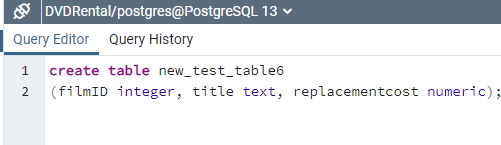 DVDRental/postgres@PostgreSQL 13
Query Editor Query History
1 create table new_test_table6
2 (filmID integer, title text, replacementcost numeric);